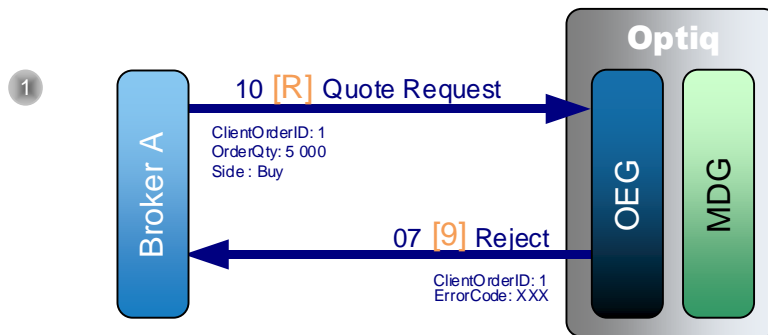 Optiq
1
10 [R] Quote Request
ClientOrderID: 1
OrderQty: 5 000
Side : Buy
Broker A
OEG
MDG
07 [9] Reject
ClientOrderID: 1
ErrorCode: XXX